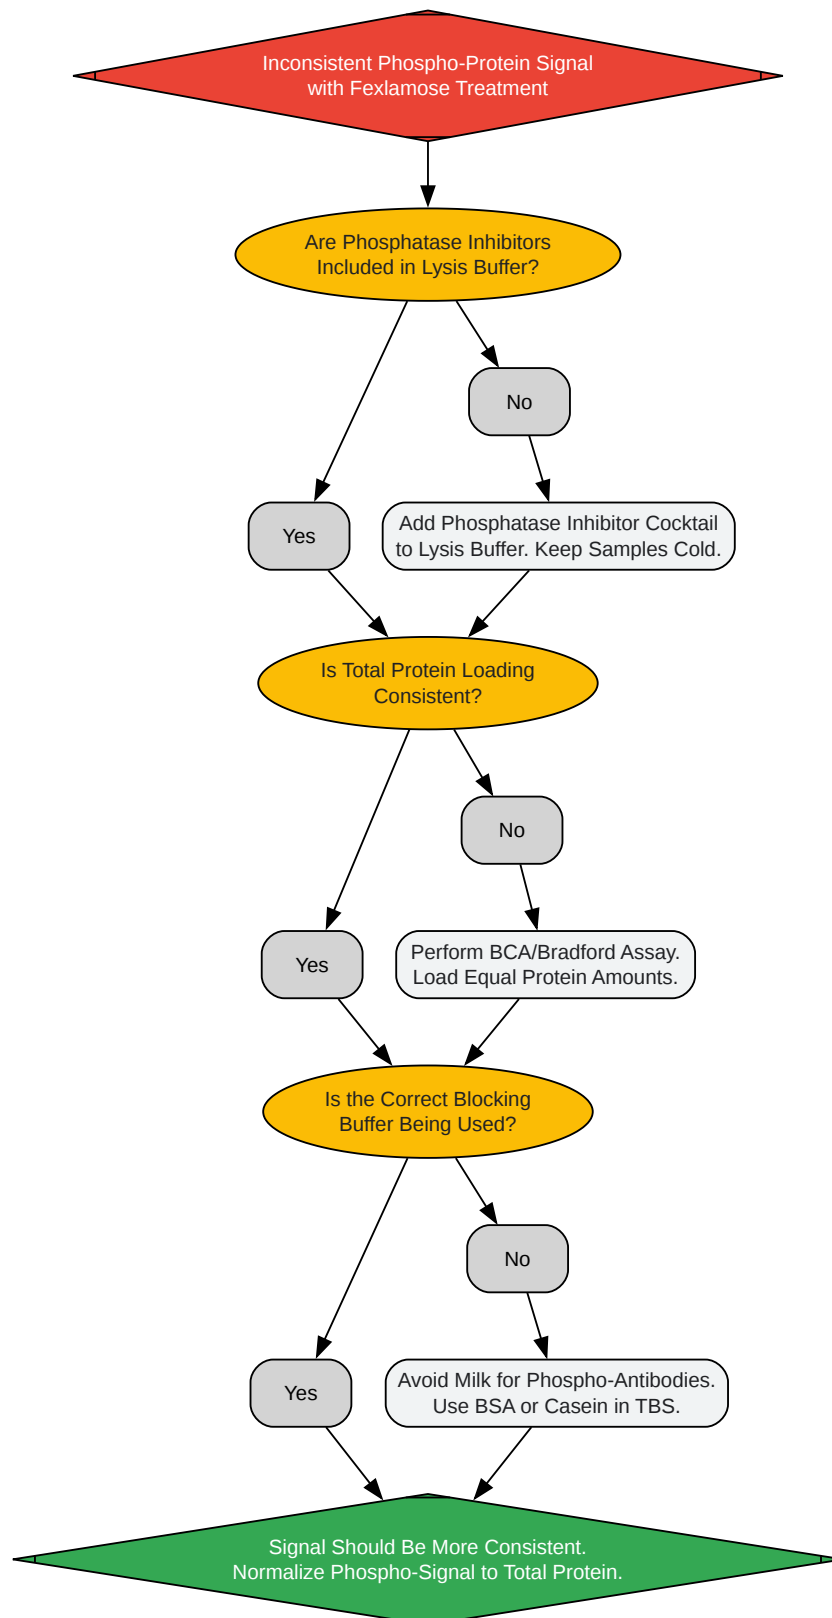 Inconsistent Phospho-Protein Signal
with Fexlamose Treatment
Are Phosphatase Inhibitors
Included in Lysis Buffer?
No
Yes
Add Phosphatase Inhibitor Cocktail
to Lysis Buffer. Keep Samples Cold.
Is Total Protein Loading
Consistent?
No
Yes
Perform BCA/Bradford Assay.
Load Equal Protein Amounts.
Is the Correct Blocking
Buffer Being Used?
No
Yes
Avoid Milk for Phospho-Antibodies.
Use BSA or Casein in TBS.
Signal Should Be More Consistent.
Normalize Phospho-Signal to Total Protein.